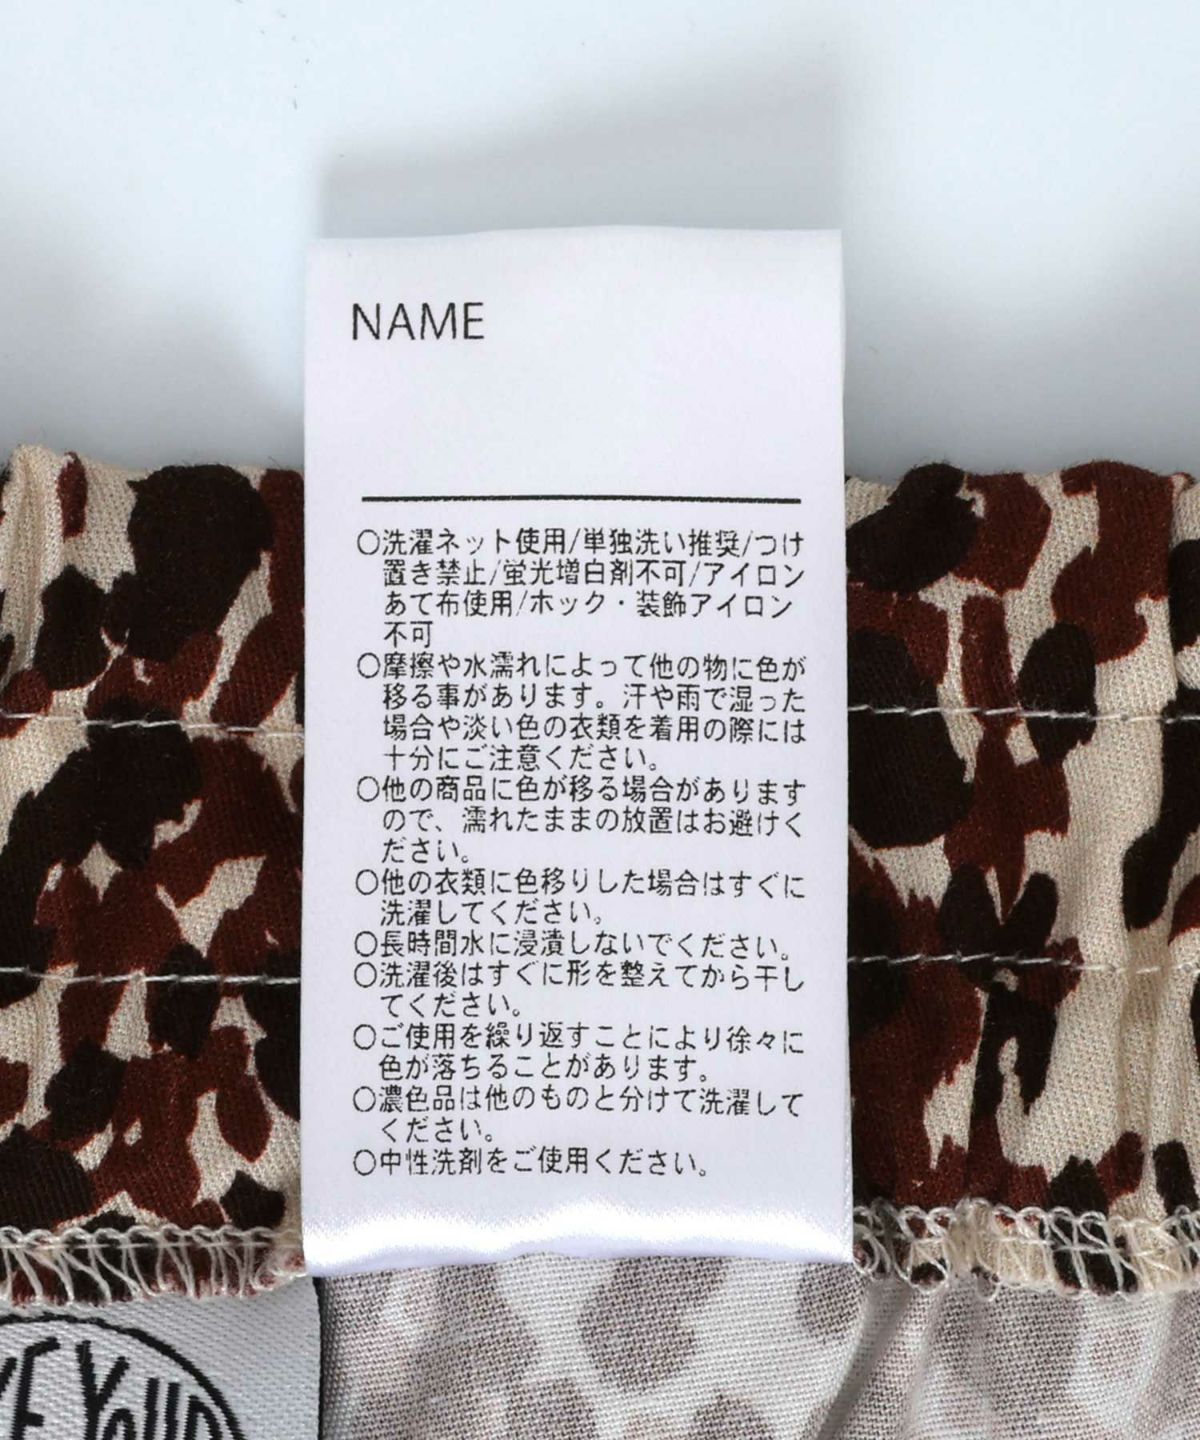 NAME
○洗濯ネット使用/単独洗い推奨/つけ
置き禁止/蛍光増白剤不可/アイロン
あて布使用/ホック・装飾アイロン
不可
○摩擦や水濡れによって他の物に色が
移る事があります。汗や雨で湿った
場合や淡い色の衣類を着用の際には
十分にご注意ください。
○他の商品に色が移る場合があります
ので、濡れたままの放置はお避けく
ださい。
○他の衣類に色移りした場合はすぐに
洗濯してください。
○長時間水に浸漬しないでください。
○洗濯後はすぐに形を整えてから干し
てください。
○ご使用を繰り返すことにより徐々に
色が落ちることがあります。
○濃色品は他のものと分けて洗濯して
ください。
○中性洗剤をご使用ください。